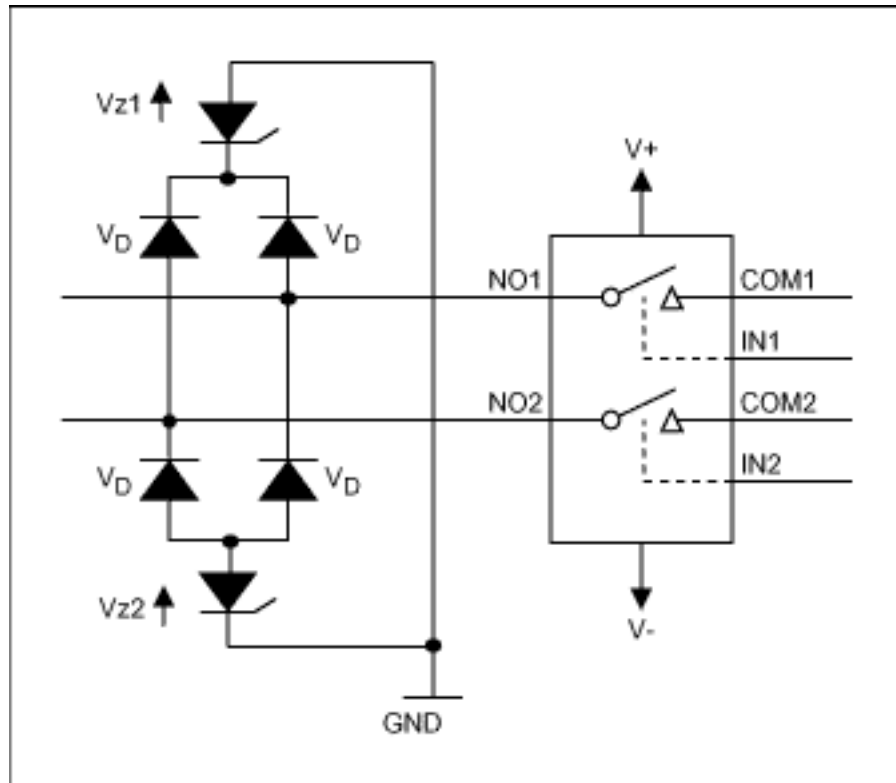 Vz1
V+
VD
VD
NO1
COM1
IN1
NO2
COM2
IN2
VD
VD
Vz2
V-
GND